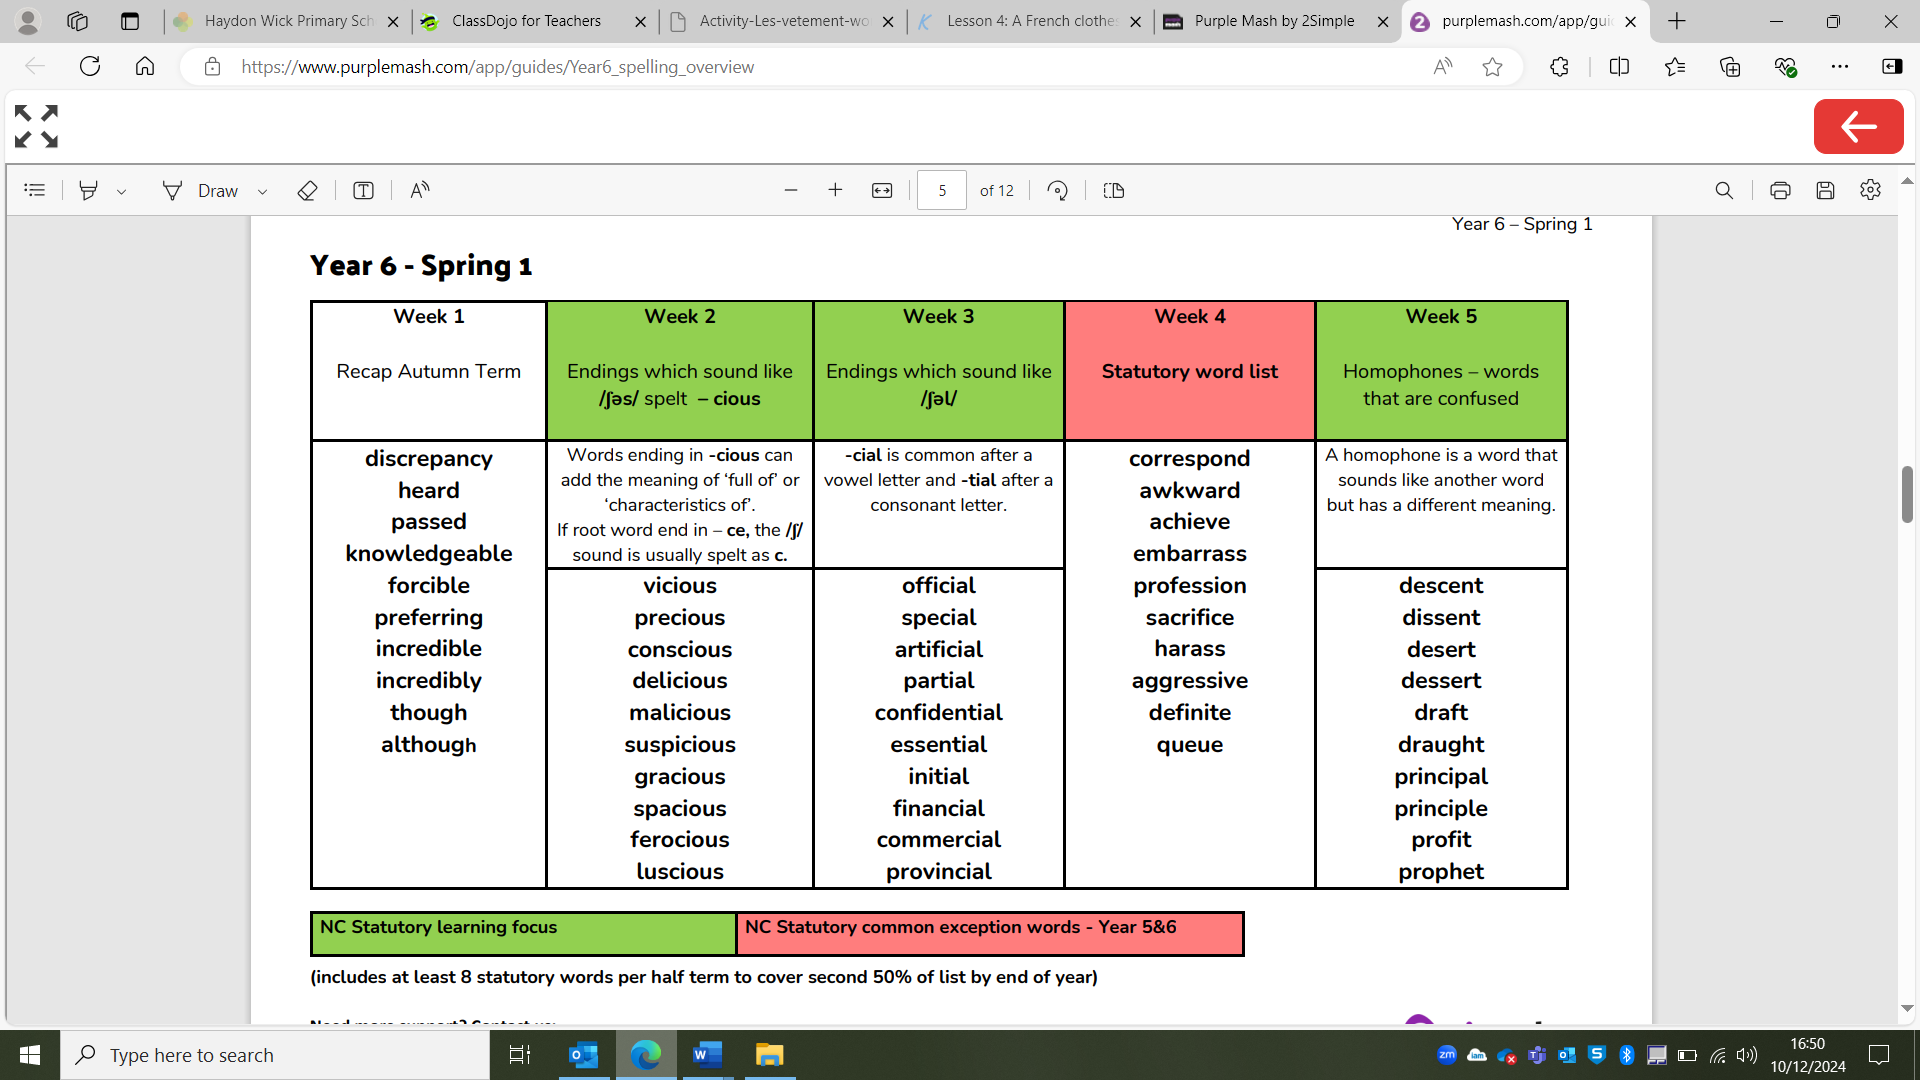 Haydon Wick Primary Sch
ClassDojo for Teachers
Activity-Les-vetement-wo
Lesson 4: A French clothes
Purple Mash by 2Simple
purplemash.com/app/gui
https://www.purplemash.com/app/guides/Year6_spelling_overview
Draw
5 of 12
Year 6 – Spring 1
Year 6 - Spring 1
Week 1
Recap Autumn Term
discrepancy
heard
passed
knowledgeable
forcible
preferring
incredible
incredibly
though
although
Week 2
Endings which sound like
/ʃəs/ spelt – cious
Words ending in -cious can
add the meaning of ‘full of’ or
‘characteristics of’.
If root word end in – ce, the /ʃ/
sound is usually spelt as c.
vicious
precious
conscious
delicious
malicious
suspicious
gracious
spacious
ferocious
luscious
Week 3
Endings which sound like
/ʃəl/
-cial is common after a
vowel letter and -tial after a
consonant letter.
official
special
artificial
partial
confidential
essential
initial
financial
commercial
provincial
Week 4
Statutory word list
correspond
awkward
achieve
embarrass
profession
sacrifice
harass
aggressive
definite
queue
Week 5
Homophones – words
that are confused
A homophone is a word that
sounds like another word
but has a different meaning.
descent
dissent
desert
dessert
draft
draught
principal
principle
profit
prophet
NC Statutory learning focus
NC Statutory common exception words - Year 5&6
(includes at least 8 statutory words per half term to cover second 50% of list by end of year)
Need more support? Contact us:
Type here to search
zm
iam
16:50
10/12/2024